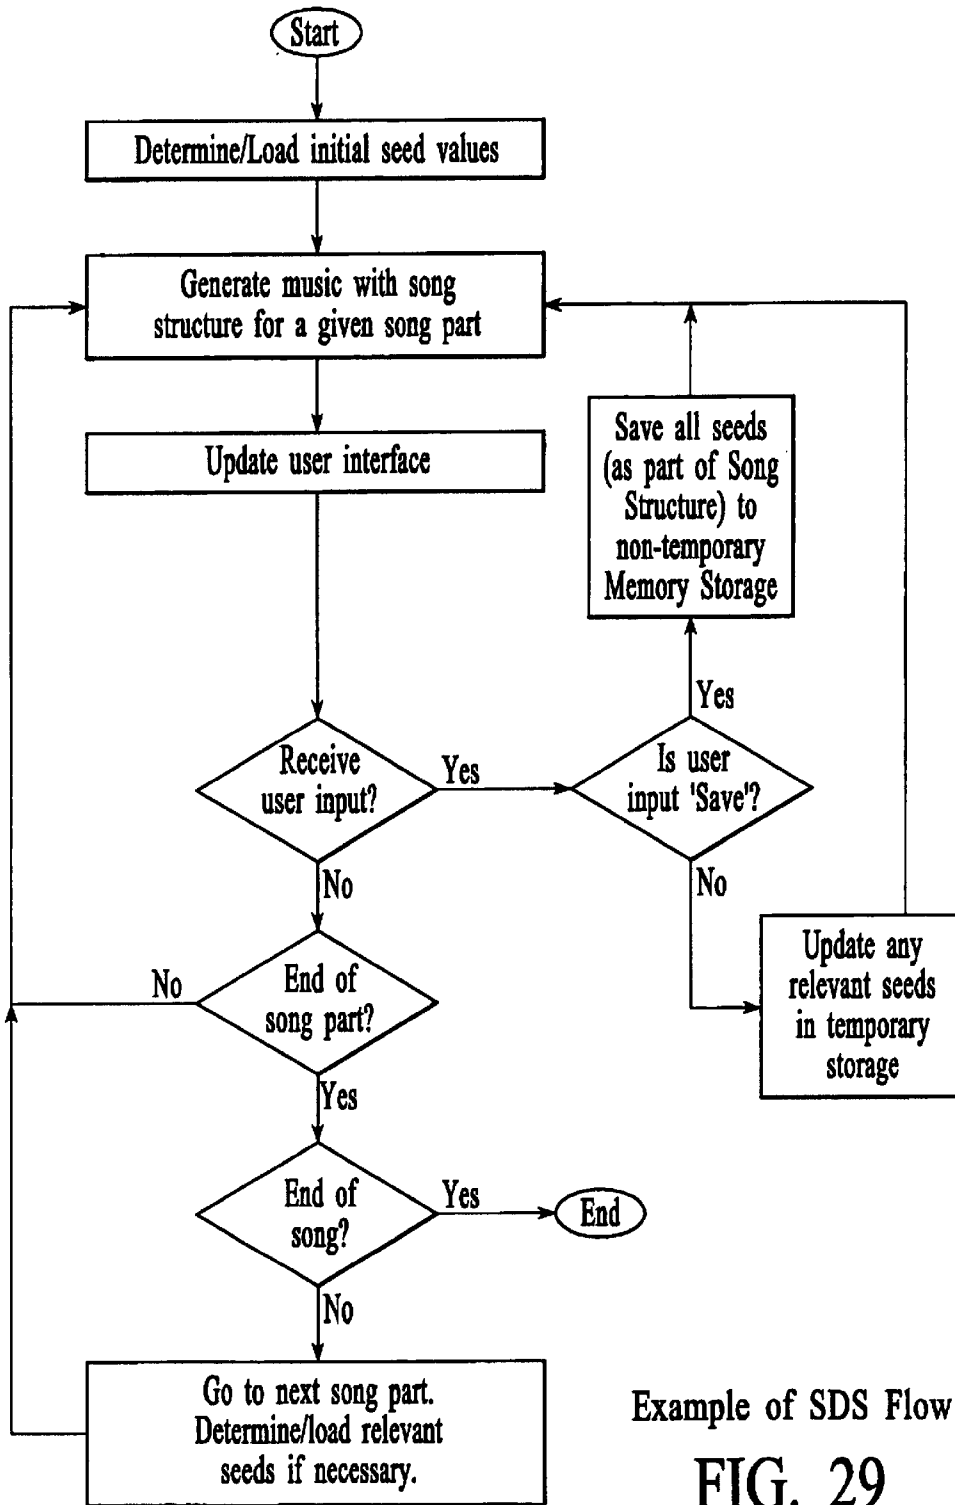 Start
Determine/Load initial seed values
Generate music with song
structure for a given song part
Update user interface
Save all seeds
(as part of Song
Structure) to
non-temporary
Memory Storage
Yes
Receive
user input?
Yes
Is user
input 'Save'?
No
No
Update any
relevant seeds
in temporary
storage
No
End of
song part?
Yes
End of
song?
Yes
End
No
Go to next song part.
Determine/load relevant
seeds if necessary.
Example of SDS Flow
FIG. 29